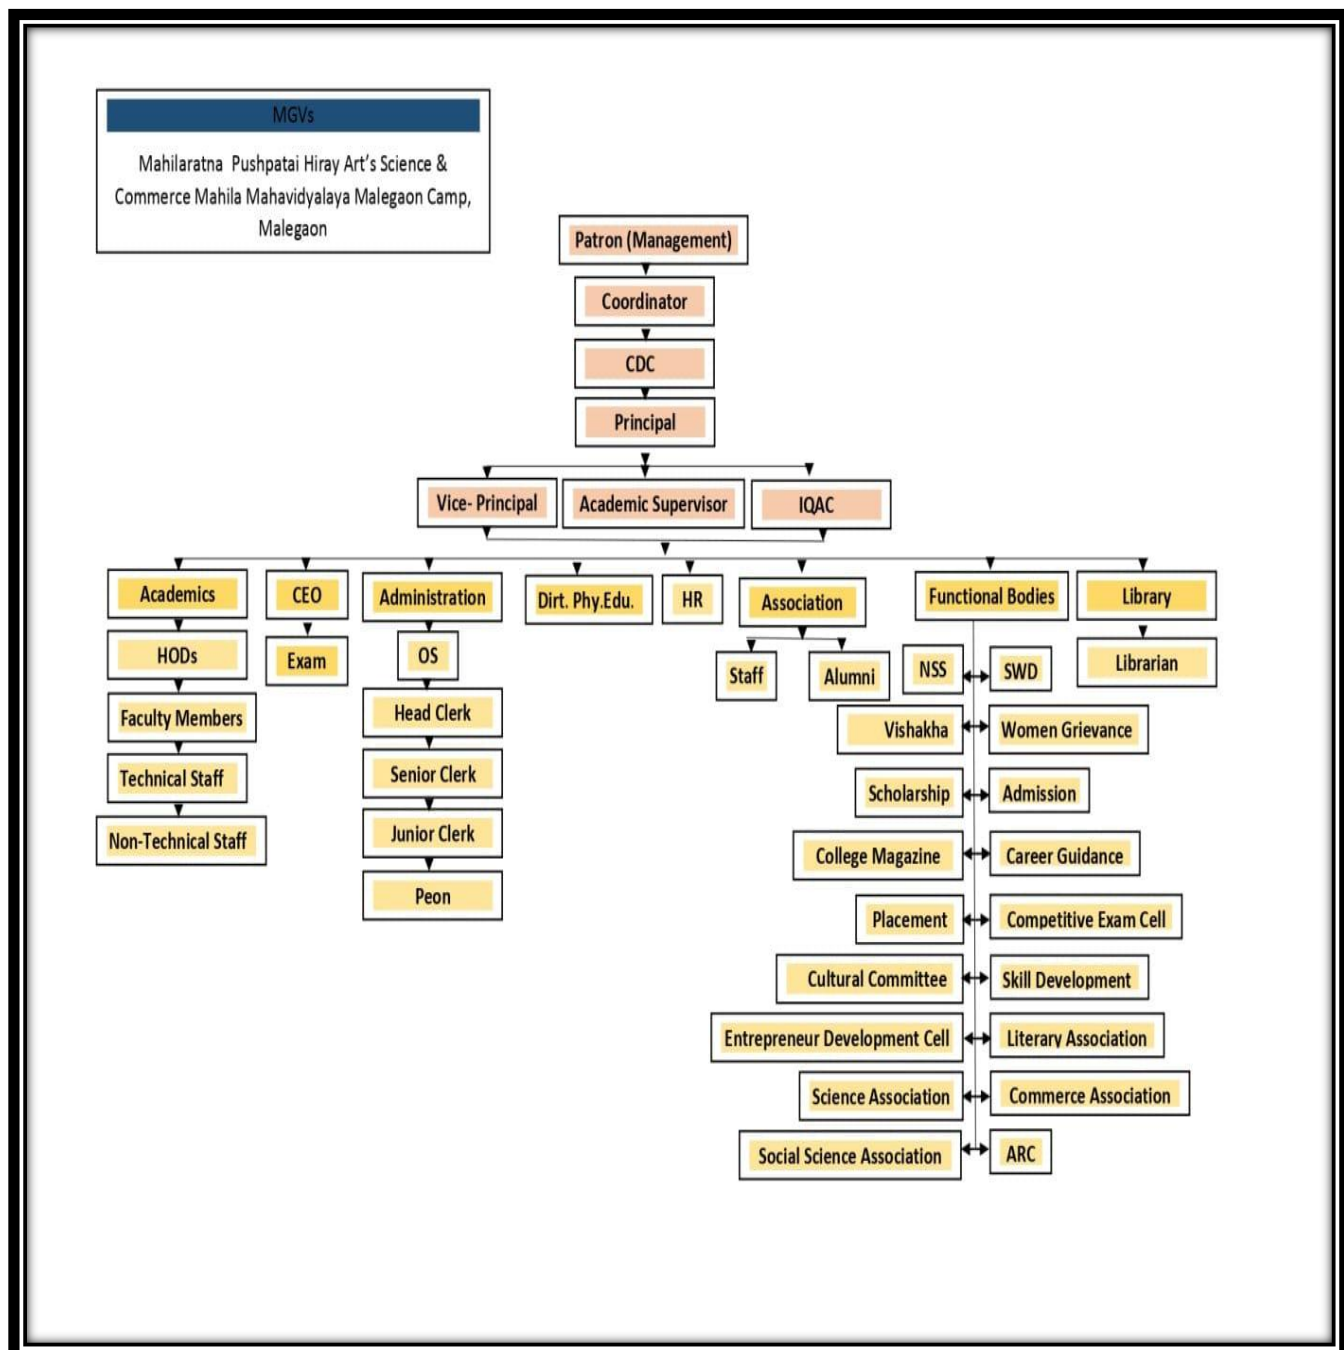 MGVs
Mahilaratna Pushpatai Hiray Art's Science &
Commerce Mahila Mahavidyalaya Malegaon Camp,
Malegaon
Patron (Management)
Coordinator
CDC
Principal
Vice- Principal
Academic Supervisor
IQAC
Academics
CEO
Administration
Dirt. Phy.Edu.
HR
Association
Functional Bodies
Library
HODs
Exam
OS
Staff
Alumni
NSS
SWD
Librarian
Faculty Members
Head Clerk
Vishakha
Women Grievance
Technical Staff
Senior Clerk
Scholarship
Admission
Non-Technical Staff
Junior Clerk
College Magazine
Career Guidance
Peon
Placement
Competitive Exam Cell
Cultural Committee
Skill Development
Entrepreneur Development Cell
Literary Association
Science Association
Commerce Association
Social Science Association
ARC